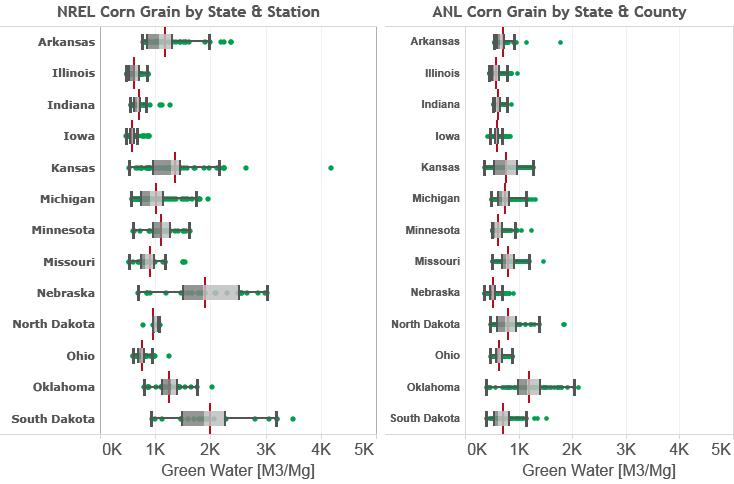 NREL Corn Grain by State & Station
Arkansas
Illinois
Indiana
Iowa
Kansas
Michigan
Minnesota
Missouri
Nebraska
North Dakota
Ohio
Oklahoma
South Dakota
0K 1K 2K 3K 4K 5K
Green Water [M3/Mg]
ANL Corn Grain by State & County
Arkansas
Illinois
Indiana
Iowa
Kansas
Michigan
Minnesota
Missouri
Nebraska
North Dakota
Ohio
Oklahoma
South Dakota
0K 1K 2K 3K 4K 5K
Green Water [M3/Mg]